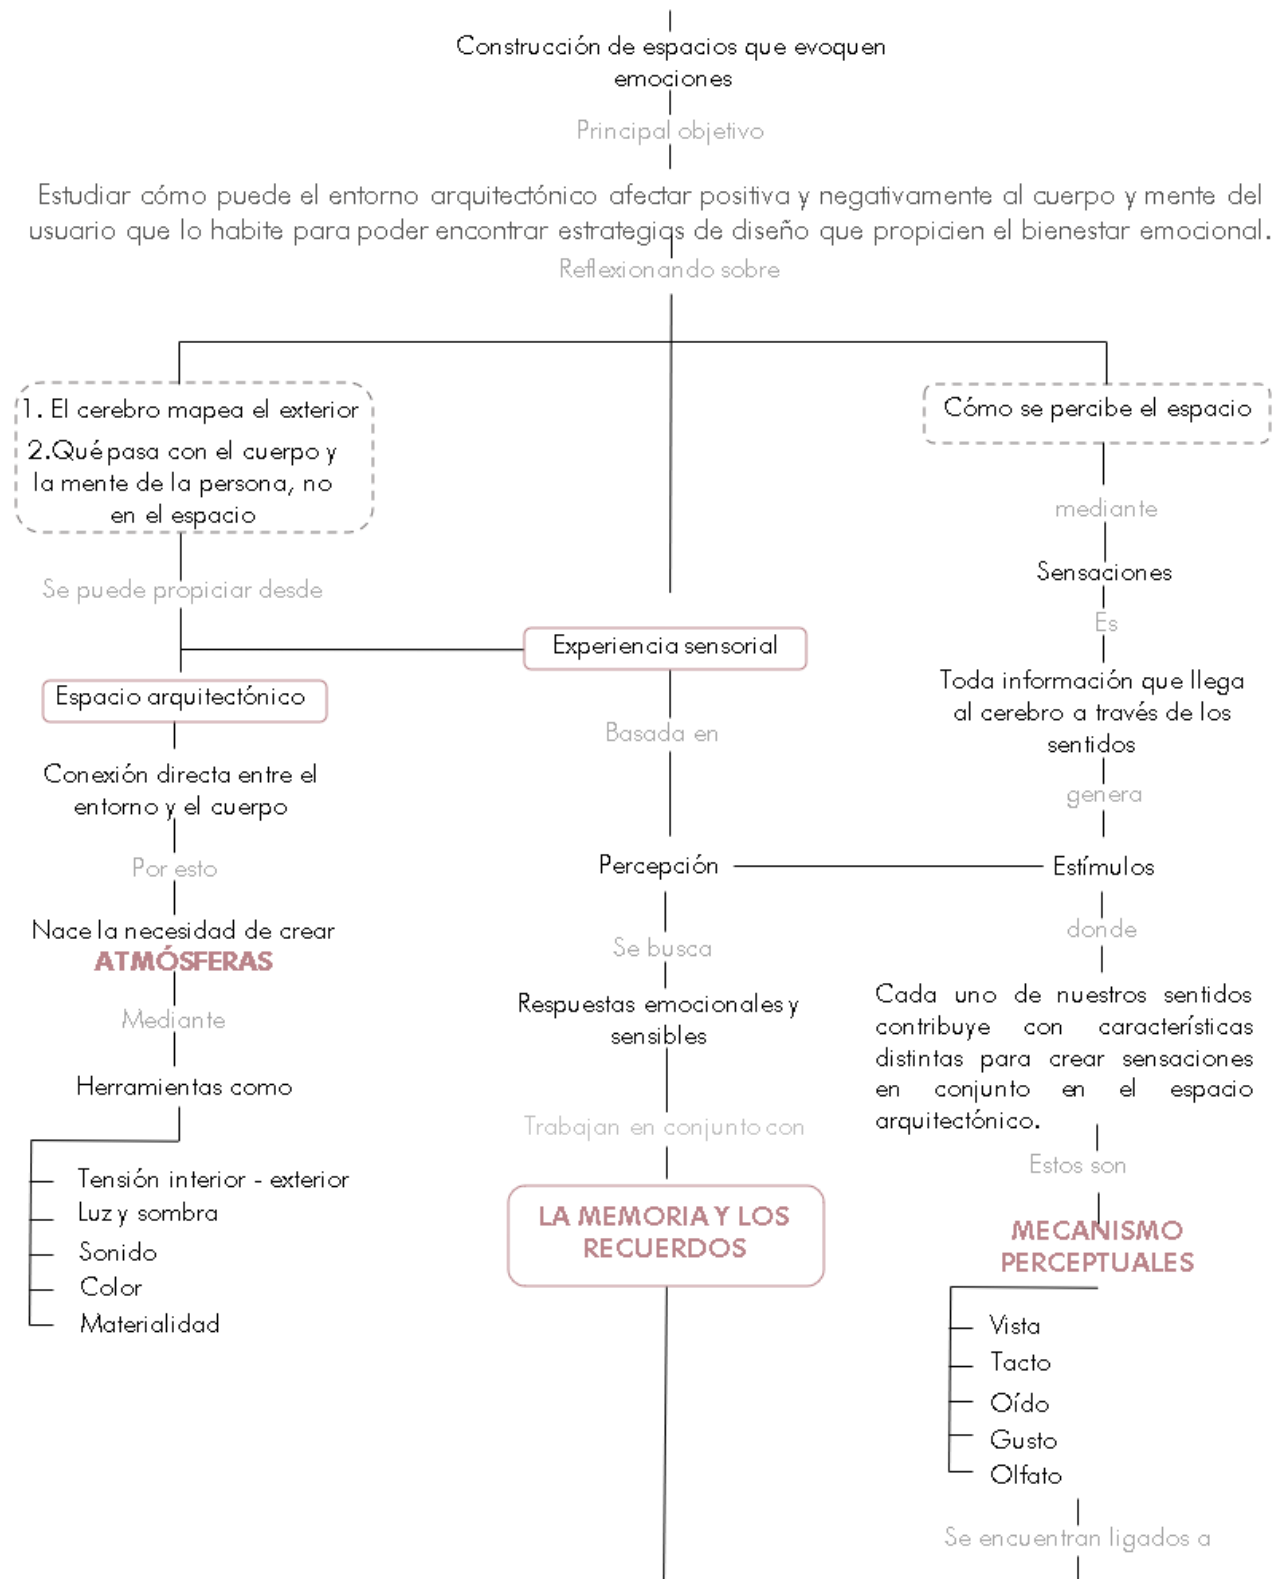 Construcción de espacios que evoquen
emociones
Principal objetivo
Estudiar cómo puede el entorno arquitectónico afectar positiva y negativamente al cuerpo y mente del
usuario que lo habite para poder encontrar estrategias de diseño que propicien el bienestar emocional.
Reflexionando sobre
1. El cerebro mapea el exterior
2.Qué pasa con el cuerpo y
la mente de la persona, no
en el espacio
Se puede propiciar desde
Espacio arquitectónico
Conexión directa entre el
entorno y el cuerpo
Por esto
Nace la necesidad de crear
ATMÓSFERAS
Mediante
Herramientas como
Tensión interior - exterior
Luz y sombra
Sonido
Color
Materialidad
Experiencia sensorial
Basada en
Percepción
Se busca
Respuestas emocionales y
sensibles
Trabajan en conjunto con
LA MEMORIA Y LOS
RECUERDOS
Cómo se percibe el espacio
mediante
Sensaciones
Es
Toda información que llega
al cerebro a través de los
sentidos
genera
Estímulos
donde
Cada uno de nuestros sentidos
contribuye con características
distintas para crear sensaciones
en conjunto en el espacio
arquitectónico.
Estos son
MECANISMO
PERCEPTUALES
Vista
Tacto
Oído
Gusto
Olfato
Se encuentran ligados a